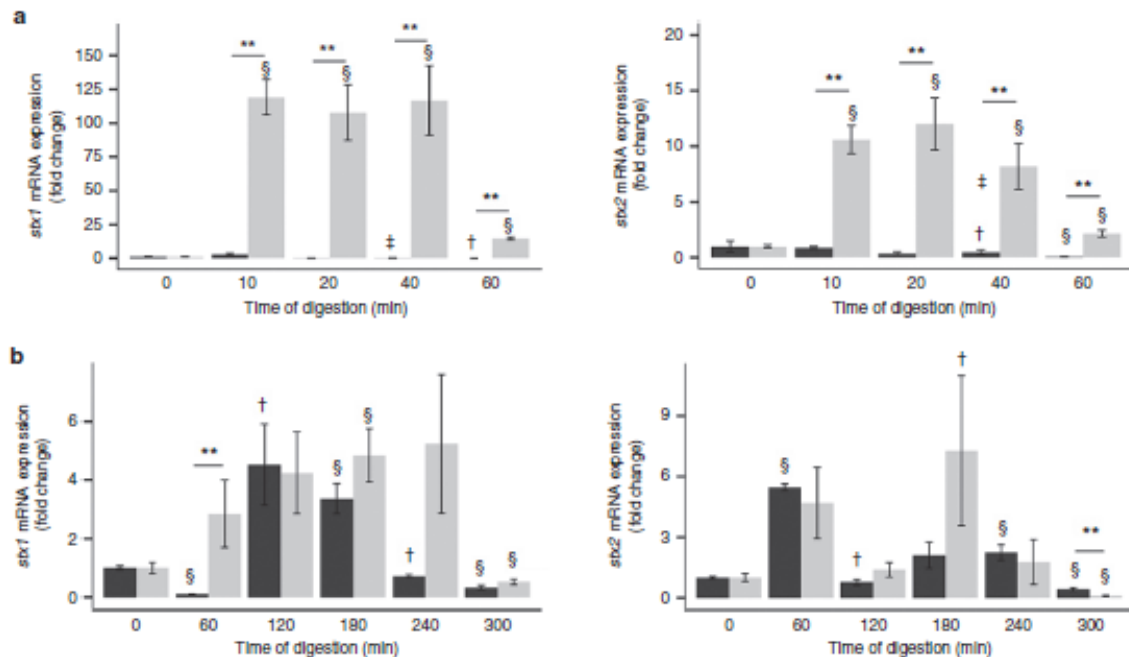 a
stx1 mRNA expression
(fold change)
150
125
100
75
50
25
0
** ** ** **
§ § § §
‡ †
0 10 20 40 60
Time of digestion (min)
stx2 mRNA expression
(fold change)
20
15
10
5
0
** ** ** **
§ § § § §
‡ †
0 10 20 40 60
Time of digestion (min)
b
stx1 mRNA expression
(fold change)
6
4
2
0
§ ** † § § † § §
0 60 120 180 240 300
Time of digestion (min)
stx2 mRNA expression
(fold change)
9
6
3
0
§ † † § § ** §
0 60 120 180 240 300
Time of digestion (min)